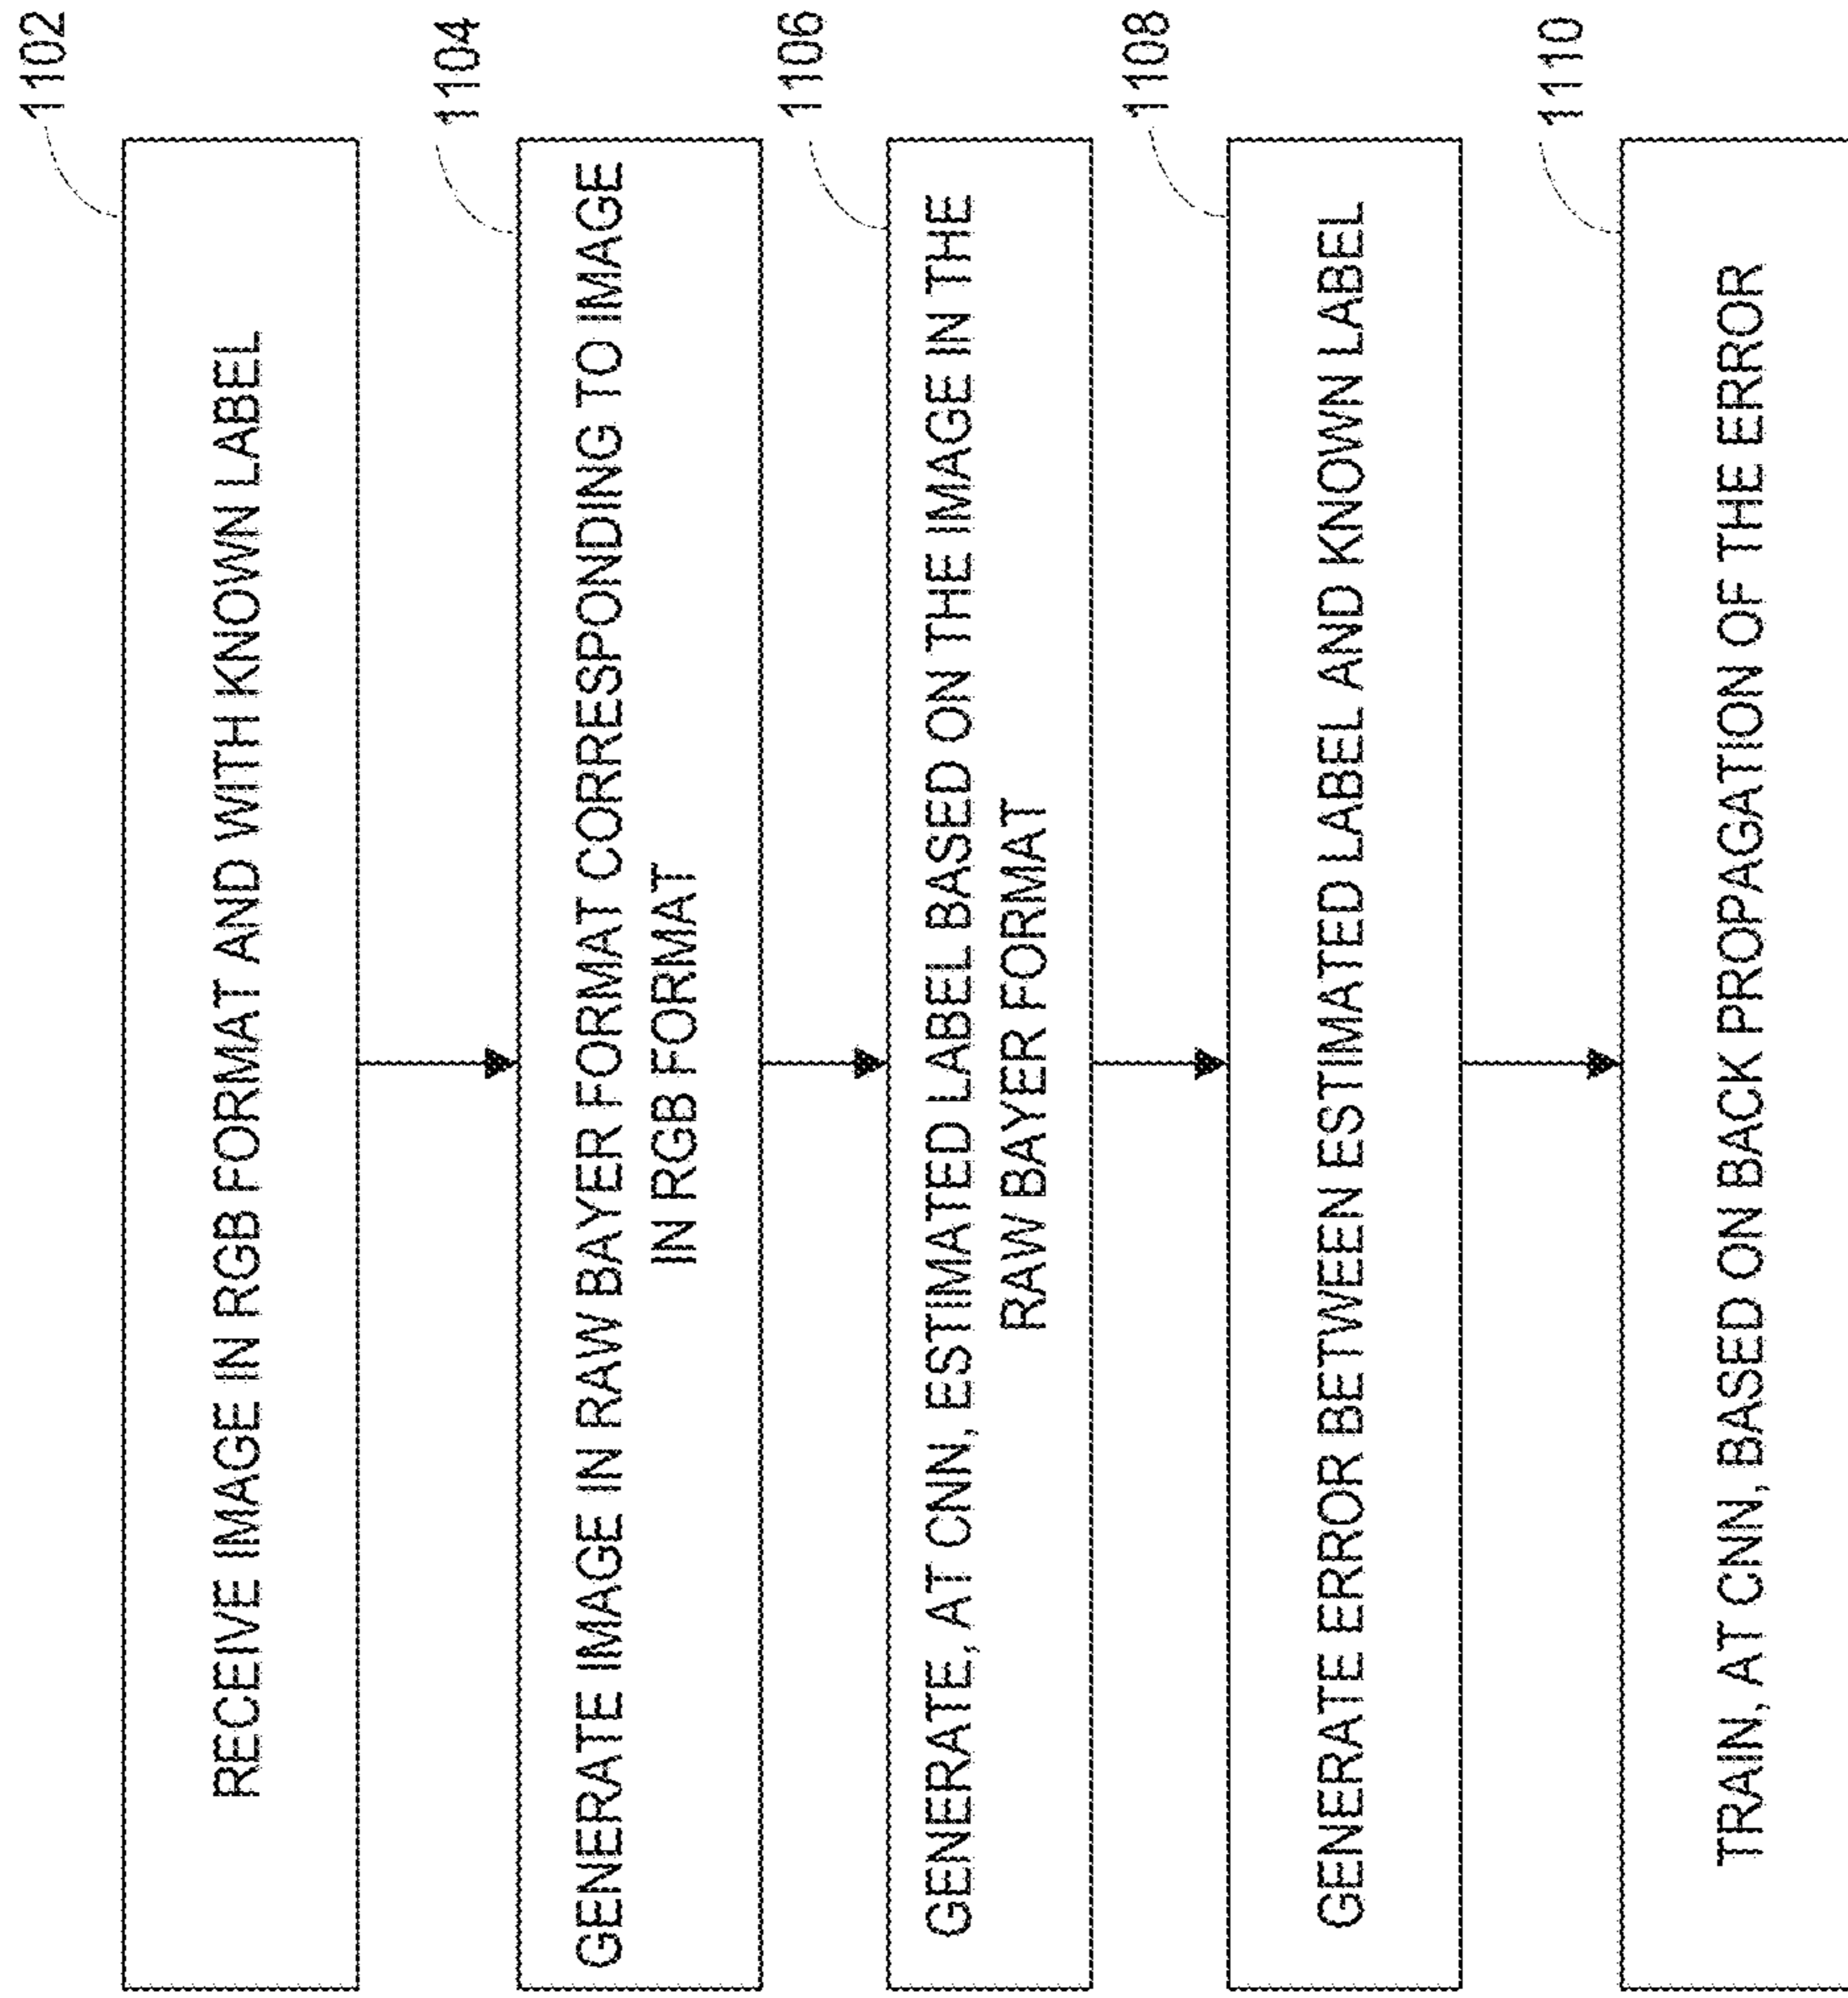 1102
RECEIVE IMAGE IN RGB FORMAT AND WITH KNOWN LABEL
1104
GENERATE IMAGE IN RAW BAYER FORMAT CORRESPONDING TO IMAGE
IN RGB FORMAT
1106
GENERATE, AT CNN, ESTIMATED LABEL BASED ON THE IMAGE IN THE
RAW BAYER FORMAT
1108
GENERATE ERROR BETWEEN ESTIMATED LABEL AND KNOWN LABEL
1110
TRAIN, AT CNN, BASED ON BACK PROPAGATION OF THE ERROR